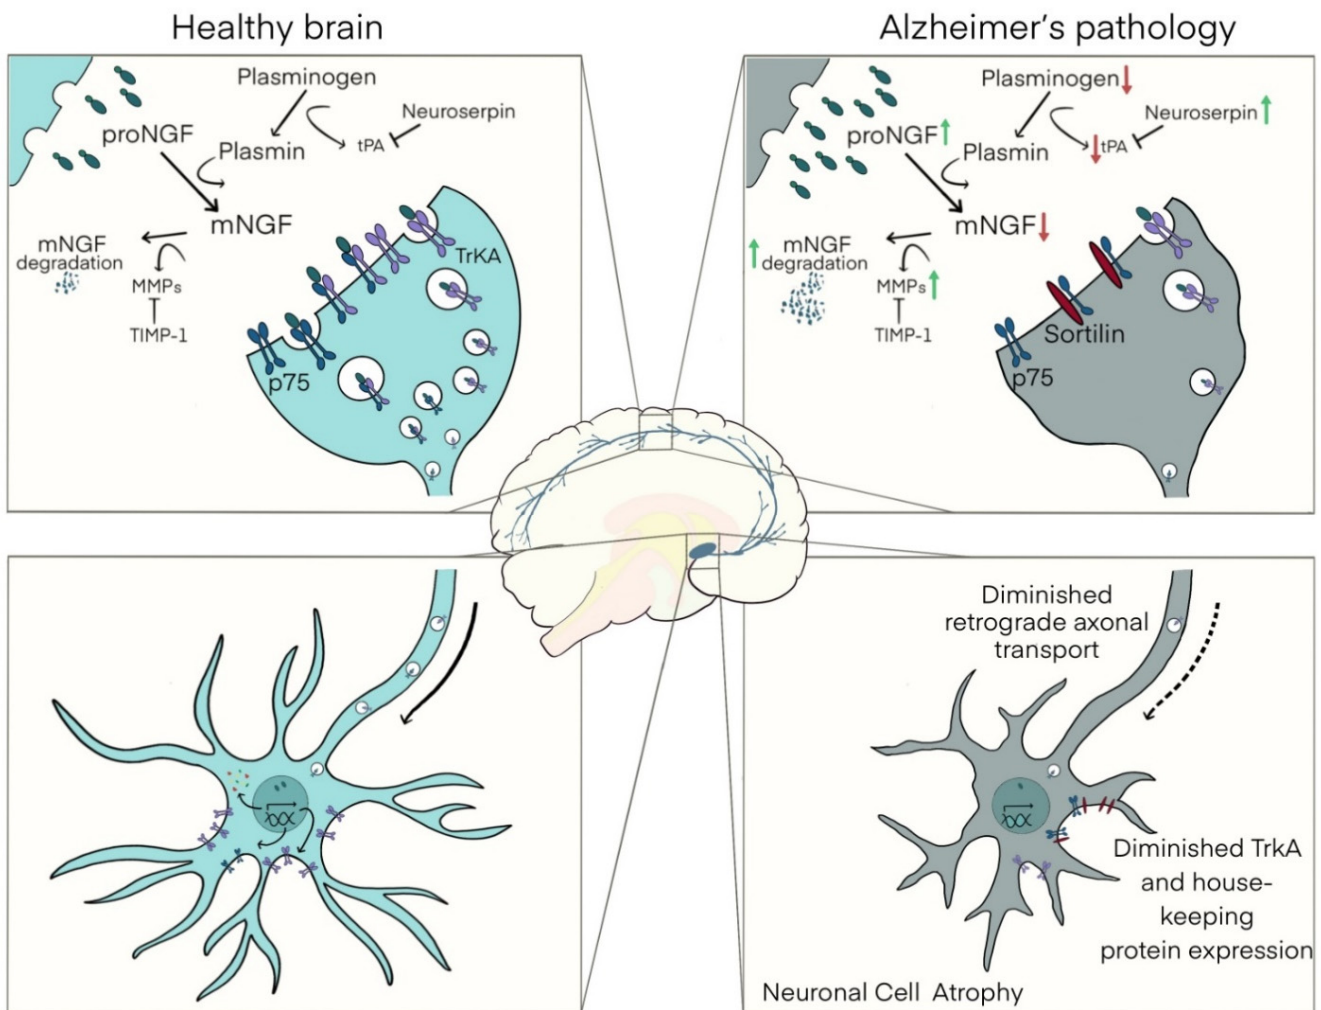 Healthy brain
Plasminogen
Neuroserpin
proNGF
tPA
Plasmin
mNGF
mNGF
degradation
MMPs
TIMP-1
TrKA
p75
Alzheimer's pathology
Plasminogen
Neuroserpin
proNGF
tPA
Plasmin
mNGF
mNGF
degradation
MMPs
TIMP-1
Sortilin
p75
Diminished
retrograde axonal
transport
Diminished TrkA
and house-
keeping
protein expression
Neuronal Cell Atrophy